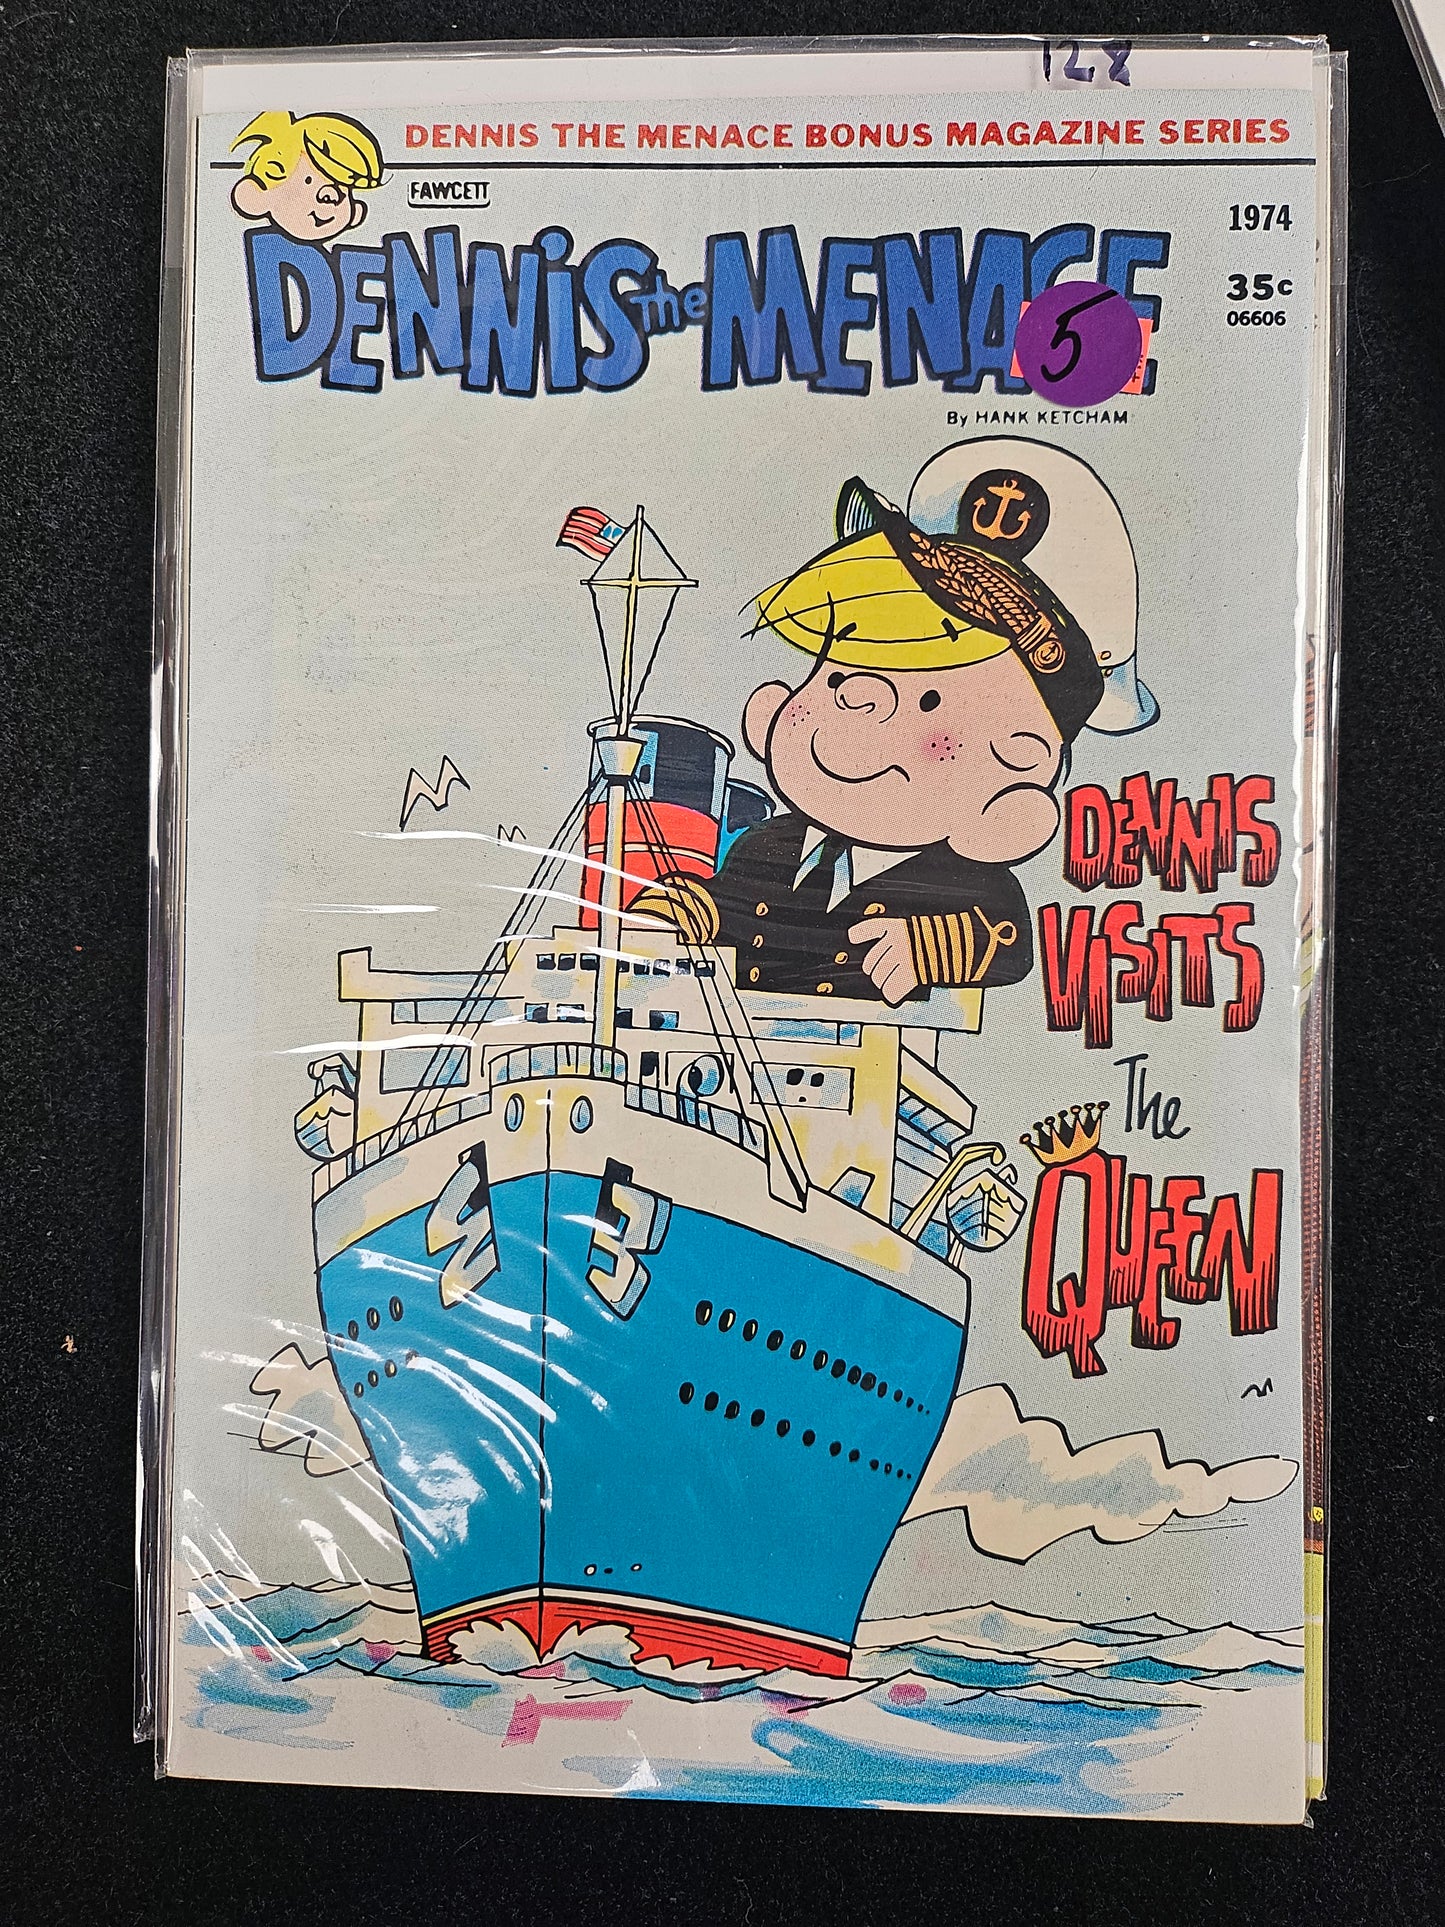 128
DENNIS THE MENACE BONUS MAGAZINE SERIES
FAWCETT
1974
DENNIS the MENACE
35c
06606
5
By HANK KETCHAM
DENNIS
VISITS
The
QUEEN